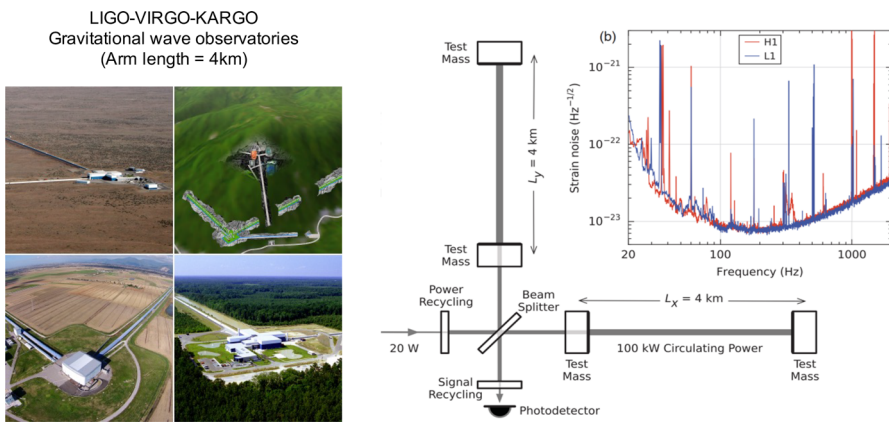 LIGO-VIRGO-KARGO
Gravitational wave observatories
(Arm length = 4km)
Test
Mass
L_y = 4 km
Test
Mass
Power
Recycling
Beam
Splitter
20 W
L_x = 4 km
100 kW Circulating Power
Test
Mass
Test
Mass
Signal
Recycling
Photodetector
(b)
H1
L1
Strain noise (Hz^{-1/2})
10^{-21}
10^{-22}
10^{-23}
20
100
1000
Frequency (Hz)